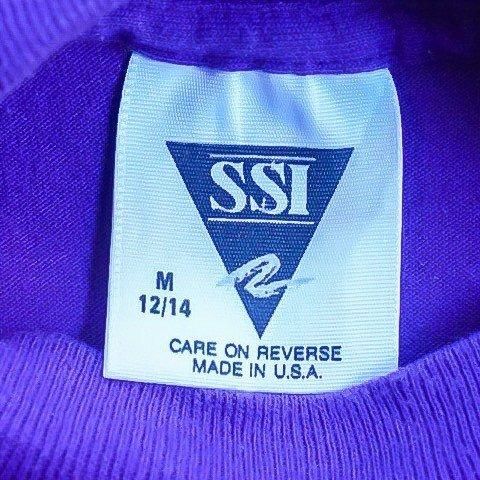 SSI
M
12/14
CARE ON REVERSE
MADE IN U.S.A.